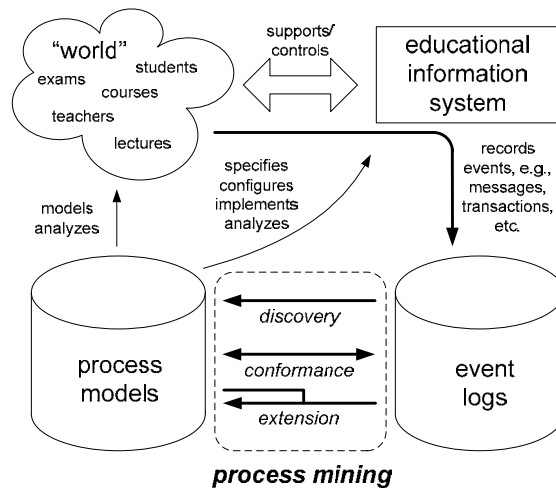 “world”
students
exams
courses
teachers
lectures
supports/
controls
educational
information
system
records
events, e.g.,
messages,
transactions,
etc.
specifies
configures
implements
analyzes
models
analyzes
process
models
discovery
conformance
extension
event
logs
process mining